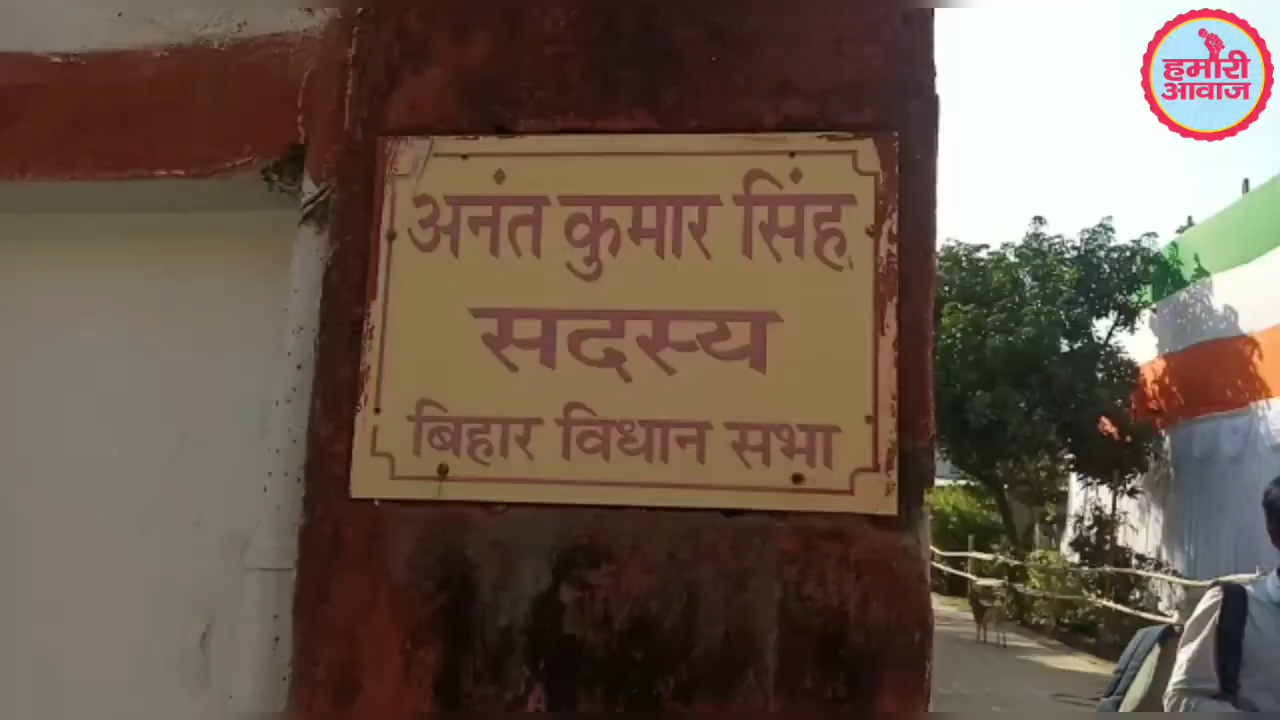 हमारी
आवाज
अनंत कुमार सिंह,
सदस्य
बिहार विधान सभा